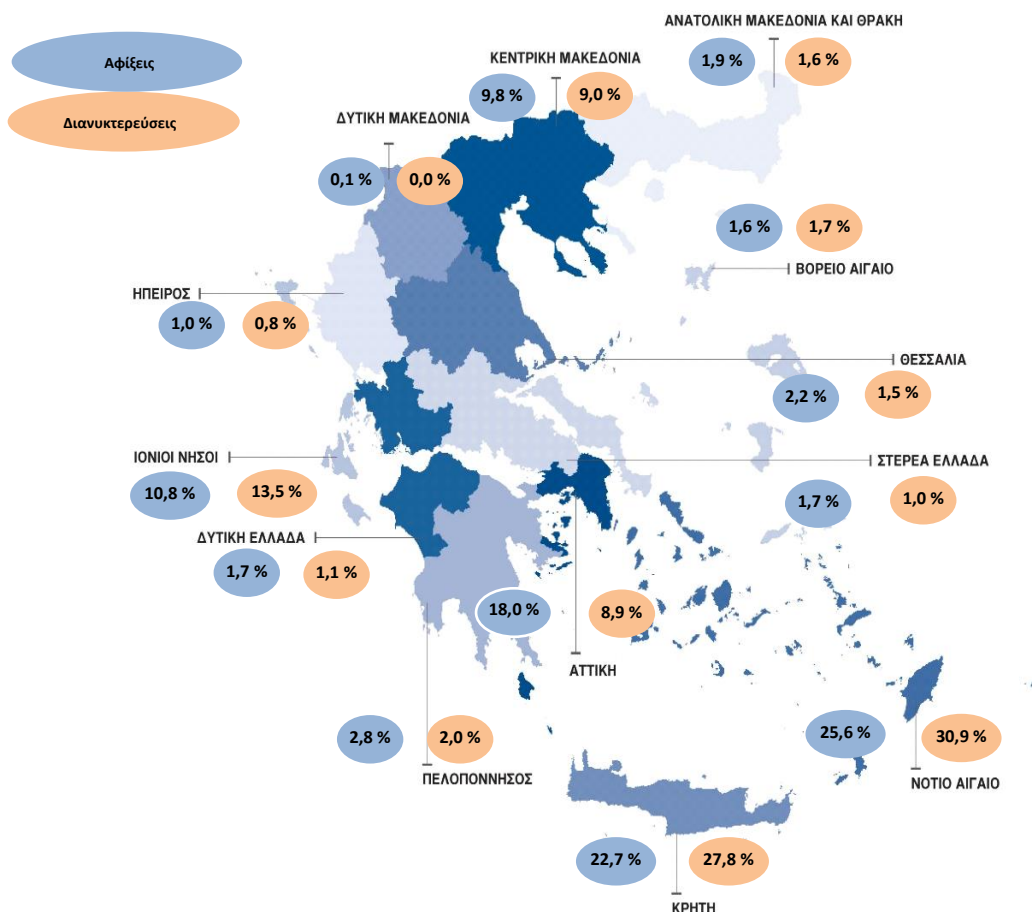 ΑΝΑΤΟΛΙΚΗ ΜΑΚΕΔΟΝΙΑ ΚΑΙ ΘΡΑΚΗ
1,9 % 1,6 %
Αφίξεις
Διανυκτερεύσεις
ΚΕΝΤΡΙΚΗ ΜΑΚΕΔΟΝΙΑ
9,8 % 9,0 %
ΔΥΤΙΚΗ ΜΑΚΕΔΟΝΙΑ
0,1 % 0,0 %
1,6 % 1,7 %
ΒΟΡΕΙΟ ΑΙΓΑΙΟ
ΗΠΕΙΡΟΣ
1,0 % 0,8 %
ΘΕΣΣΑΛΙΑ
2,2 % 1,5 %
ΙΟΝΙΟΙ ΝΗΣΟΙ
10,8 % 13,5 %
ΣΤΕΡΕΑ ΕΛΛΑΔΑ
1,7 % 1,0 %
ΔΥΤΙΚΗ ΕΛΛΑΔΑ
1,7 % 1,1 %
18,0 % 8,9 %
ΑΤΤΙΚΗ
2,8 % 2,0 %
ΠΕΛΟΠΟΝΝΗΣΟΣ
25,6 % 30,9 %
ΝΟΤΙΟ ΑΙΓΑΙΟ
22,7 % 27,8 %
ΚΡΗΤΗ